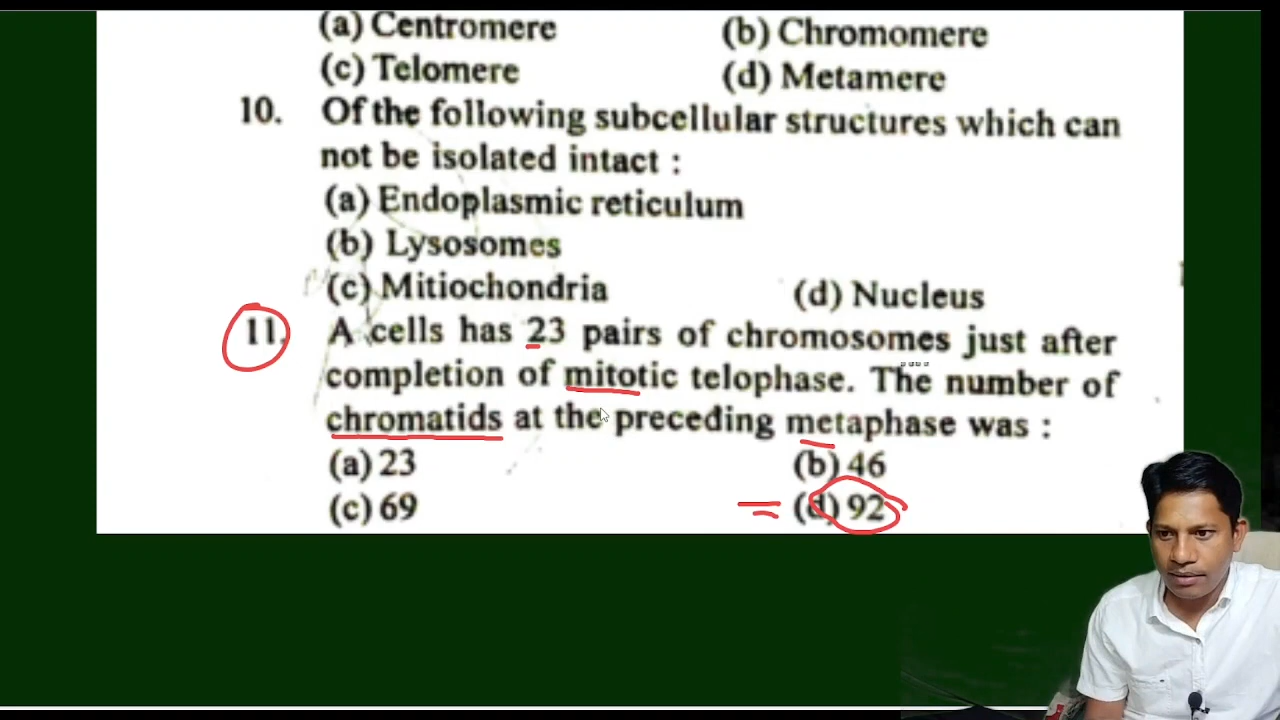 (a) Centromere (b) Chromomere
(c) Telomere (d) Metamere
10. Of the following subcellular structures which can
not be isolated intact :
(a) Endoplasmic reticulum
(b) Lysosomes
(c) Mitiochondria (d) Nucleus
11. A cells has 23 pairs of chromosomes just after
completion of mitotic telophase. The number of
chromatids at the preceding metaphase was :
(a) 23 (b) 46
(c) 69 (d) 92